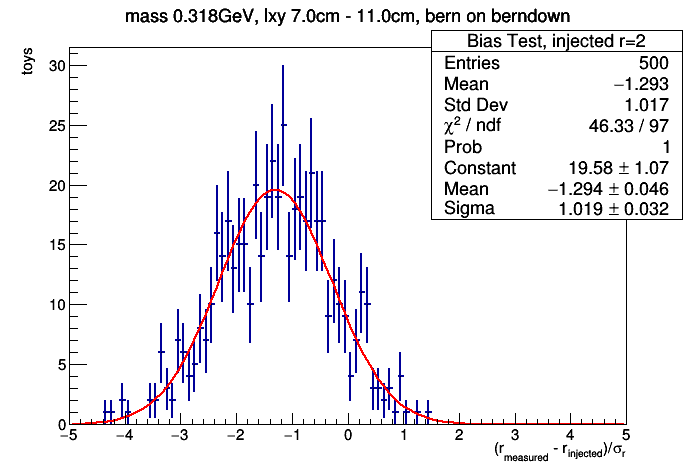 mass 0.318GeV, lxy 7.0cm - 11.0cm, bern on berndown
toys
Bias Test, injected r=2
Entries 500
Mean −1.293
Std Dev 1.017
χ² / ndf 46.33 / 97
Prob 1
Constant 19.58 ± 1.07
Mean −1.294 ± 0.046
Sigma 1.019 ± 0.032
30
25
20
15
10
5
0
−5 −4 −3 −2 −1 0 1 2 3 4 5
(r_measured - r_injected)/σ_r